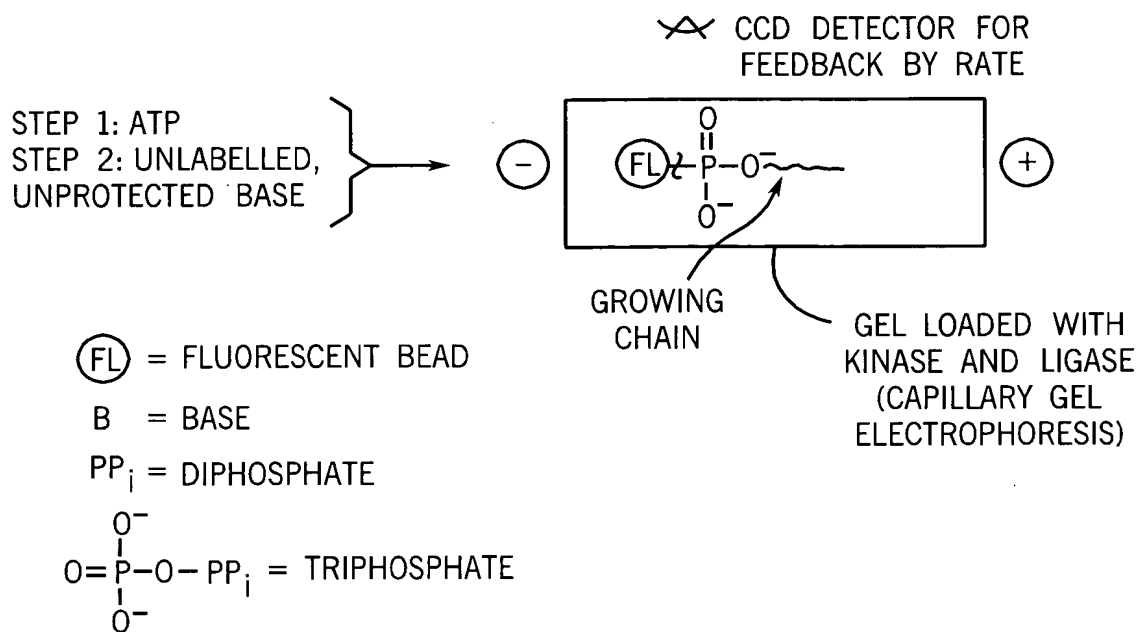 CCD DETECTOR FOR
FEEDBACK BY RATE
STEP 1: ATP
STEP 2: UNLABELLED,
UNPROTECTED BASE
−
O
FL P O−
O−
+
GROWING
CHAIN
GEL LOADED WITH
KINASE AND LIGASE
(CAPILLARY GEL
ELECTROPHORESIS)
FL = FLUORESCENT BEAD
B = BASE
PPi = DIPHOSPHATE
O−
O=P−O−PPi = TRIPHOSPHATE
O−